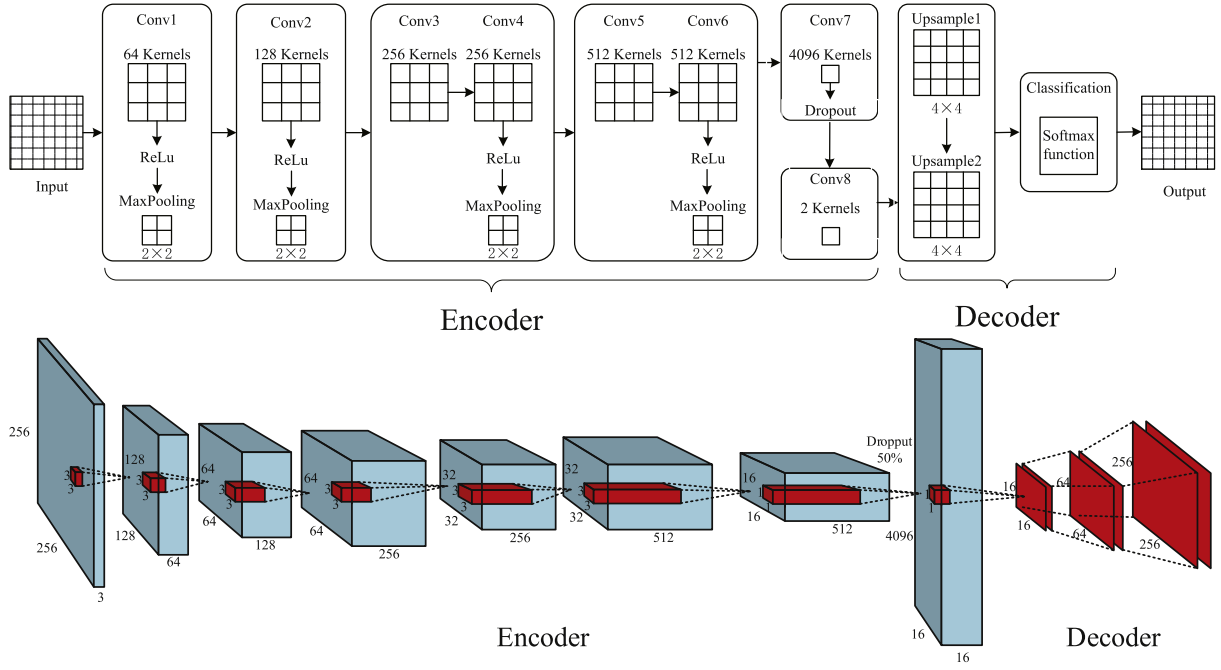 Conv1
Conv2
Conv3
Conv4
Conv5
Conv6
Conv7
Upsample1
64 Kernels
128 Kernels
256 Kernels
256 Kernels
512 Kernels
512 Kernels
4096 Kernels
Dropout
4×4
Classification
Softmax
function
Input
Output
ReLu
ReLu
ReLu
ReLu
Conv8
Upsample2
MaxPooling
MaxPooling
MaxPooling
MaxPooling
2 Kernels
2×2
2×2
2×2
2×2
4×4
Encoder
Decoder
256
3
3
256
3
128
3
3
128
64
64
3
3
64
128
64
3
3
64
256
32
3
3
32
256
32
3
3
32
512
16
1
1
16
512
Dropput
50%
4096
1
1
16
16
16
16
64
64
256
256
Encoder
Decoder